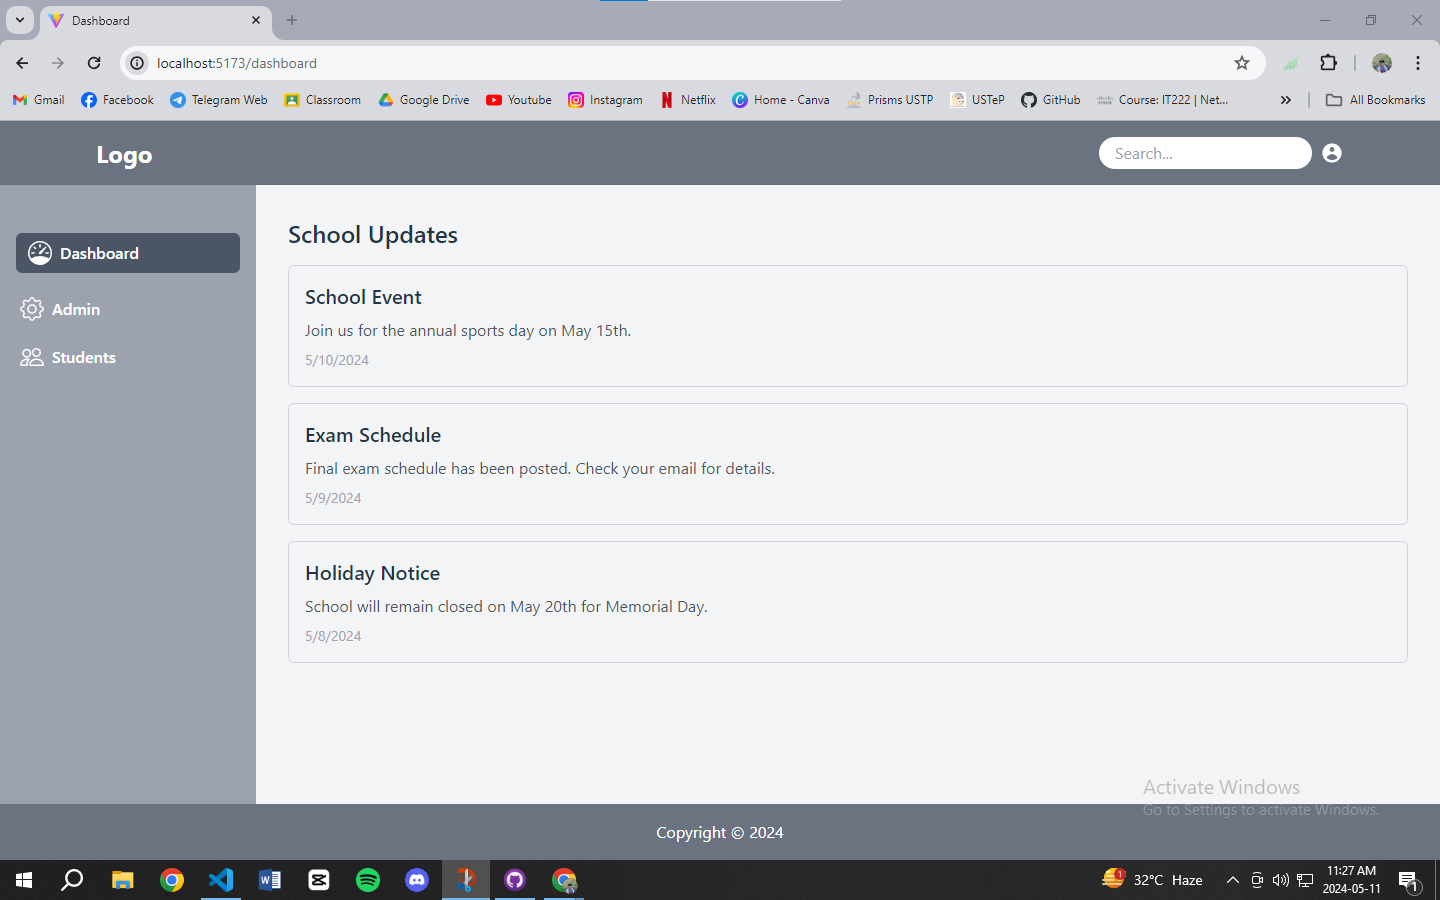 Dashboard
localhost:5173/dashboard
Gmail
Facebook
Telegram Web
Classroom
Google Drive
Youtube
Instagram
Netflix
Home - Canva
Prisms USTP
USTeP
GitHub
Course: IT222 | Net...
All Bookmarks
Logo
Search...
Dashboard
Admin
Students
School Updates
School Event
Join us for the annual sports day on May 15th.
5/10/2024
Exam Schedule
Final exam schedule has been posted. Check your email for details.
5/9/2024
Holiday Notice
School will remain closed on May 20th for Memorial Day.
5/8/2024
Activate Windows
Go to Settings to activate Windows.
Copyright © 2024
1
32°C Haze
11:27 AM
2024-05-11
1